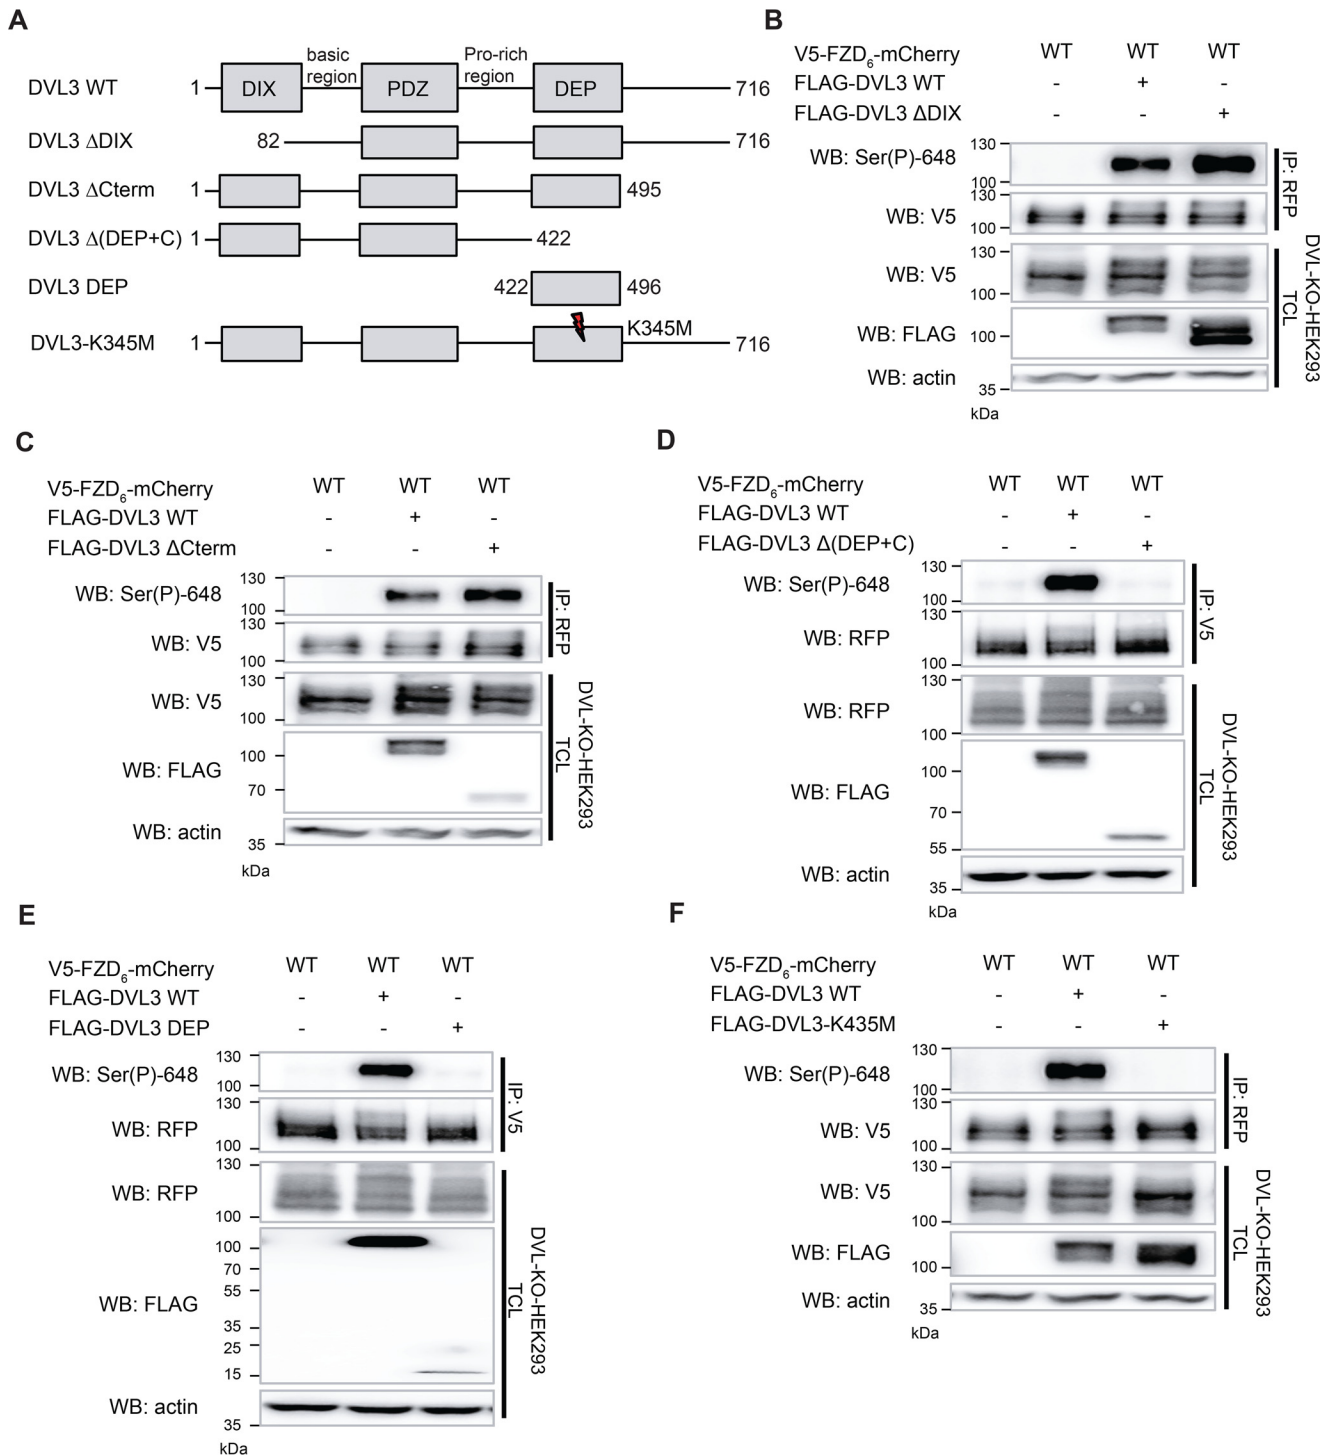 A
basic region
Pro-rich region
DVL3 WT 1 DIX PDZ DEP 716
DVL3 ΔDIX 82 716
DVL3 ΔCterm 1 495
DVL3 Δ(DEP+C) 1 422
DVL3 DEP 422 496
DVL3-K345M 1 K345M 716
B
V5-FZD6-mCherry WT WT WT
FLAG-DVL3 WT - + -
FLAG-DVL3 ΔDIX - - +
WB: Ser(P)-648 130 100
WB: V5 130 100
IP: RFP
WB: V5 130 100
WB: FLAG 100
WB: actin 35
kDa
TCL
DVL-KO-HEK293
C
V5-FZD6-mCherry WT WT WT
FLAG-DVL3 WT - + -
FLAG-DVL3 ΔCterm - - +
WB: Ser(P)-648 130 100
WB: V5 130 100
IP: RFP
WB: V5 130 100
WB: FLAG 100 70
WB: actin 35
kDa
TCL
DVL-KO-HEK293
D
V5-FZD6-mCherry WT WT WT
FLAG-DVL3 WT - + -
FLAG-DVL3 Δ(DEP+C) - - +
WB: Ser(P)-648 130 100
WB: RFP 130 100
IP: V5
WB: RFP 130 100
WB: FLAG 100 70 55
WB: actin 35
kDa
TCL
DVL-KO-HEK293
E
V5-FZD6-mCherry WT WT WT
FLAG-DVL3 WT - + -
FLAG-DVL3 DEP - - +
WB: Ser(P)-648 130 100
WB: RFP 130 100
IP: V5
WB: RFP 130 100
WB: FLAG 100 70 55 35 25 15
WB: actin 35
kDa
TCL
DVL-KO-HEK293
F
V5-FZD6-mCherry WT WT WT
FLAG-DVL3 WT - + -
FLAG-DVL3-K435M - - +
WB: Ser(P)-648 130 100
WB: V5 130 100
IP: RFP
WB: V5 130 100
WB: FLAG 100
WB: actin 35
kDa
TCL
DVL-KO-HEK293